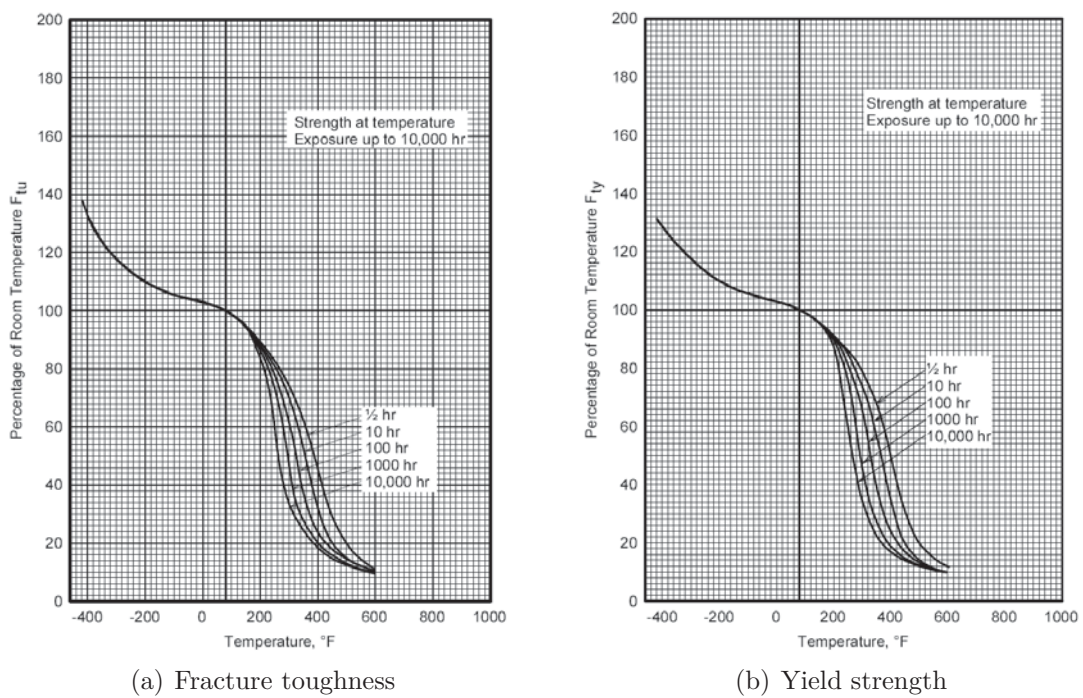 200
180
160
140
120
100
80
60
40
20
0
Percentage of Room Temperature Ftu
Strength at temperature
Exposure up to 10,000 hr
½ hr
10 hr
100 hr
1000 hr
10,000 hr
-400 -200 0 200 400 600 800 1000
Temperature, °F
(a) Fracture toughness
200
180
160
140
120
100
80
60
40
20
0
Percentage of Room Temperature Fty
Strength at temperature
Exposure up to 10,000 hr
½ hr
10 hr
100 hr
1000 hr
10,000 hr
-400 -200 0 200 400 600 800 1000
Temperature, °F
(b) Yield strength